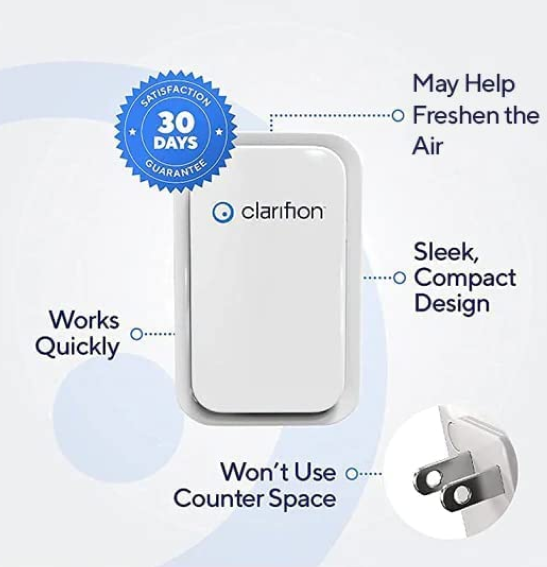 May Help
Freshen the
Air
SATISFACTION
30
DAYS
GUARANTEE
clarifion
Sleek,
Compact
Design
Works
Quickly
Won't Use
Counter Space